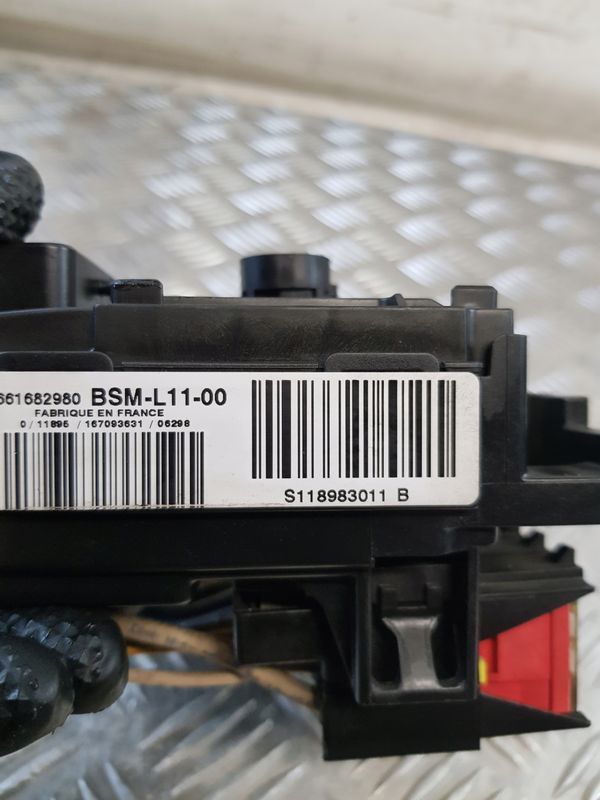 661682980 BSM-L11-00
FABRIQUE EN FRANCE
0 / 11895 / 167093631 / 06298
S118983011 B